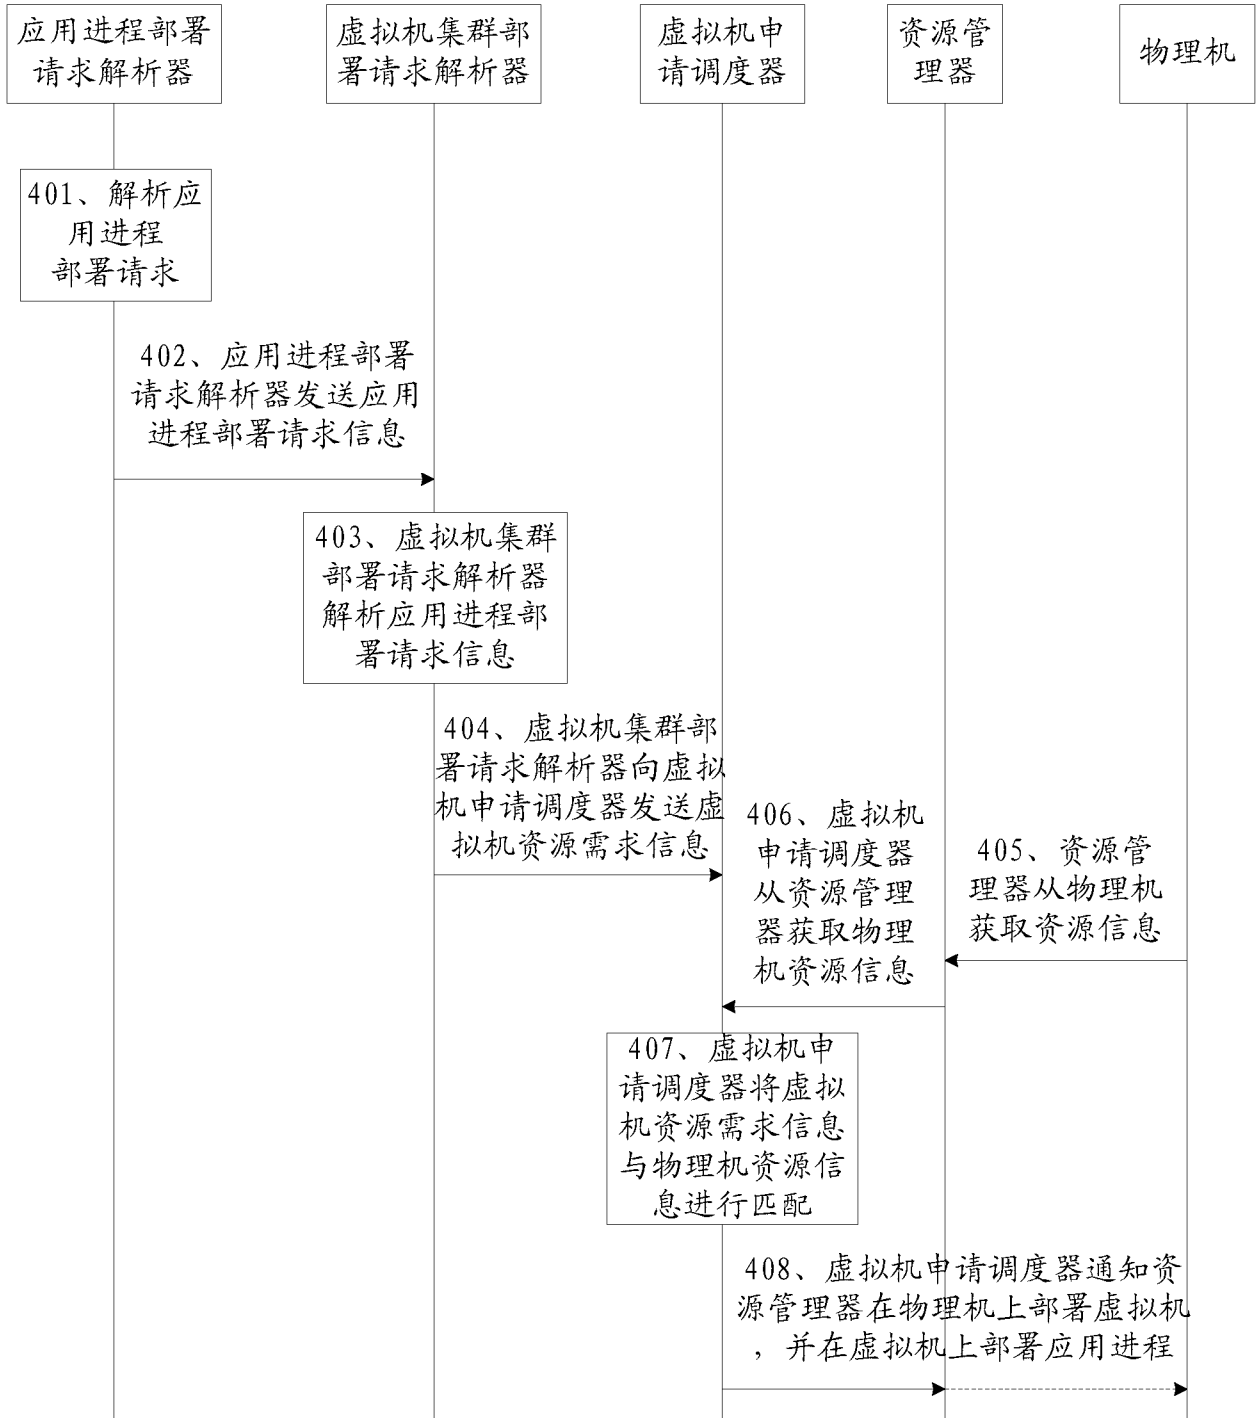 应用进程部署
请求解析器
虚拟机集群部
署请求解析器
虚拟机申
请调度器
资源管
理器
物理机
401、解析应
用进程
部署请求
402、应用进程部署
请求解析器发送应用
进程部署请求信息
403、虚拟机集群
部署请求解析器
解析应用进程部
署请求信息
404、虚拟机集群部
署请求解析器向虚拟
机申请调度器发送虚
拟机资源需求信息
405、资源管
理器从物理机
获取资源信息
406、虚拟机
申请调度器
从资源管理
器获取物理
机资源信息
407、虚拟机申
请调度器将虚拟
机资源需求信息
与物理机资源信
息进行匹配
408、虚拟机申请调度器通知资
源管理器在物理机上部署虚拟机
，并在虚拟机上部署应用进程